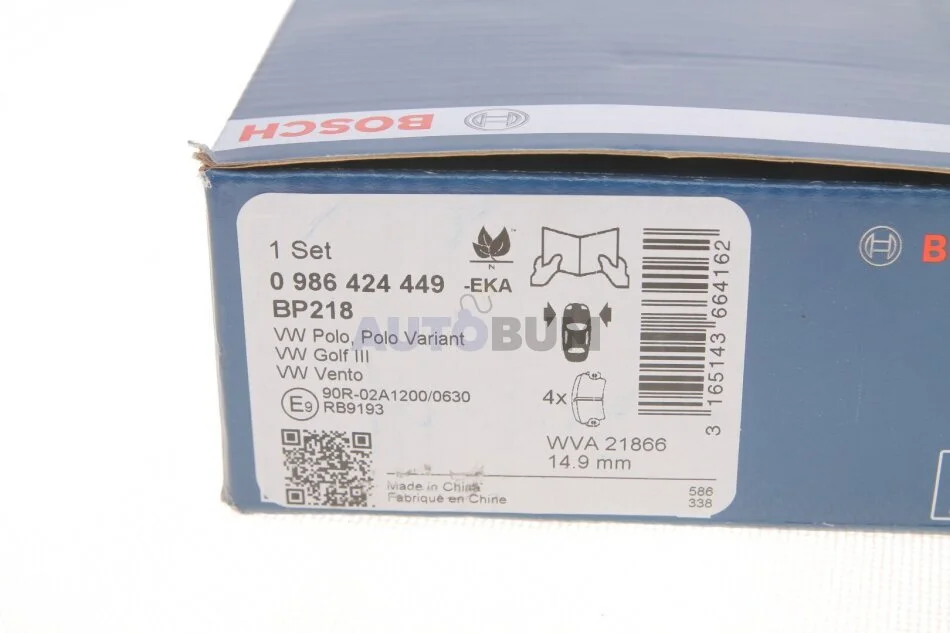 BOSCH
B
1 Set
0 986 424 449 -EKA
BP218
VW Polo, Polo Variant
VW Golf III
VW Vento
E9 90R-02A1200/0630
RB9193
N
4x
WVA 21866
14.9 mm
3 165143 664162
Made in China
Fabriqué en Chine
586
338
AUTOBUM